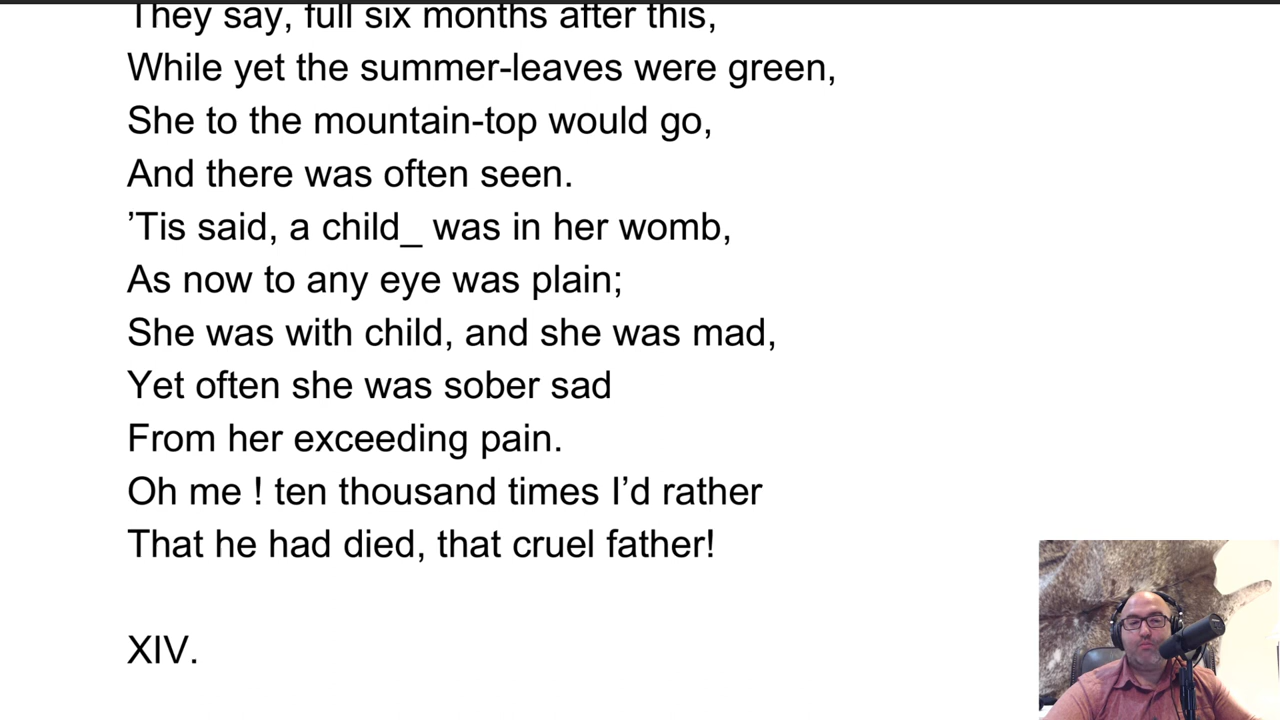 They say, full six months after this,
While yet the summer-leaves were green,
She to the mountain-top would go,
And there was often seen.
’Tis said, a child_ was in her womb,
As now to any eye was plain;
She was with child, and she was mad,
Yet often she was sober sad
From her exceeding pain.
Oh me ! ten thousand times I’d rather
That he had died, that cruel father!
XIV.